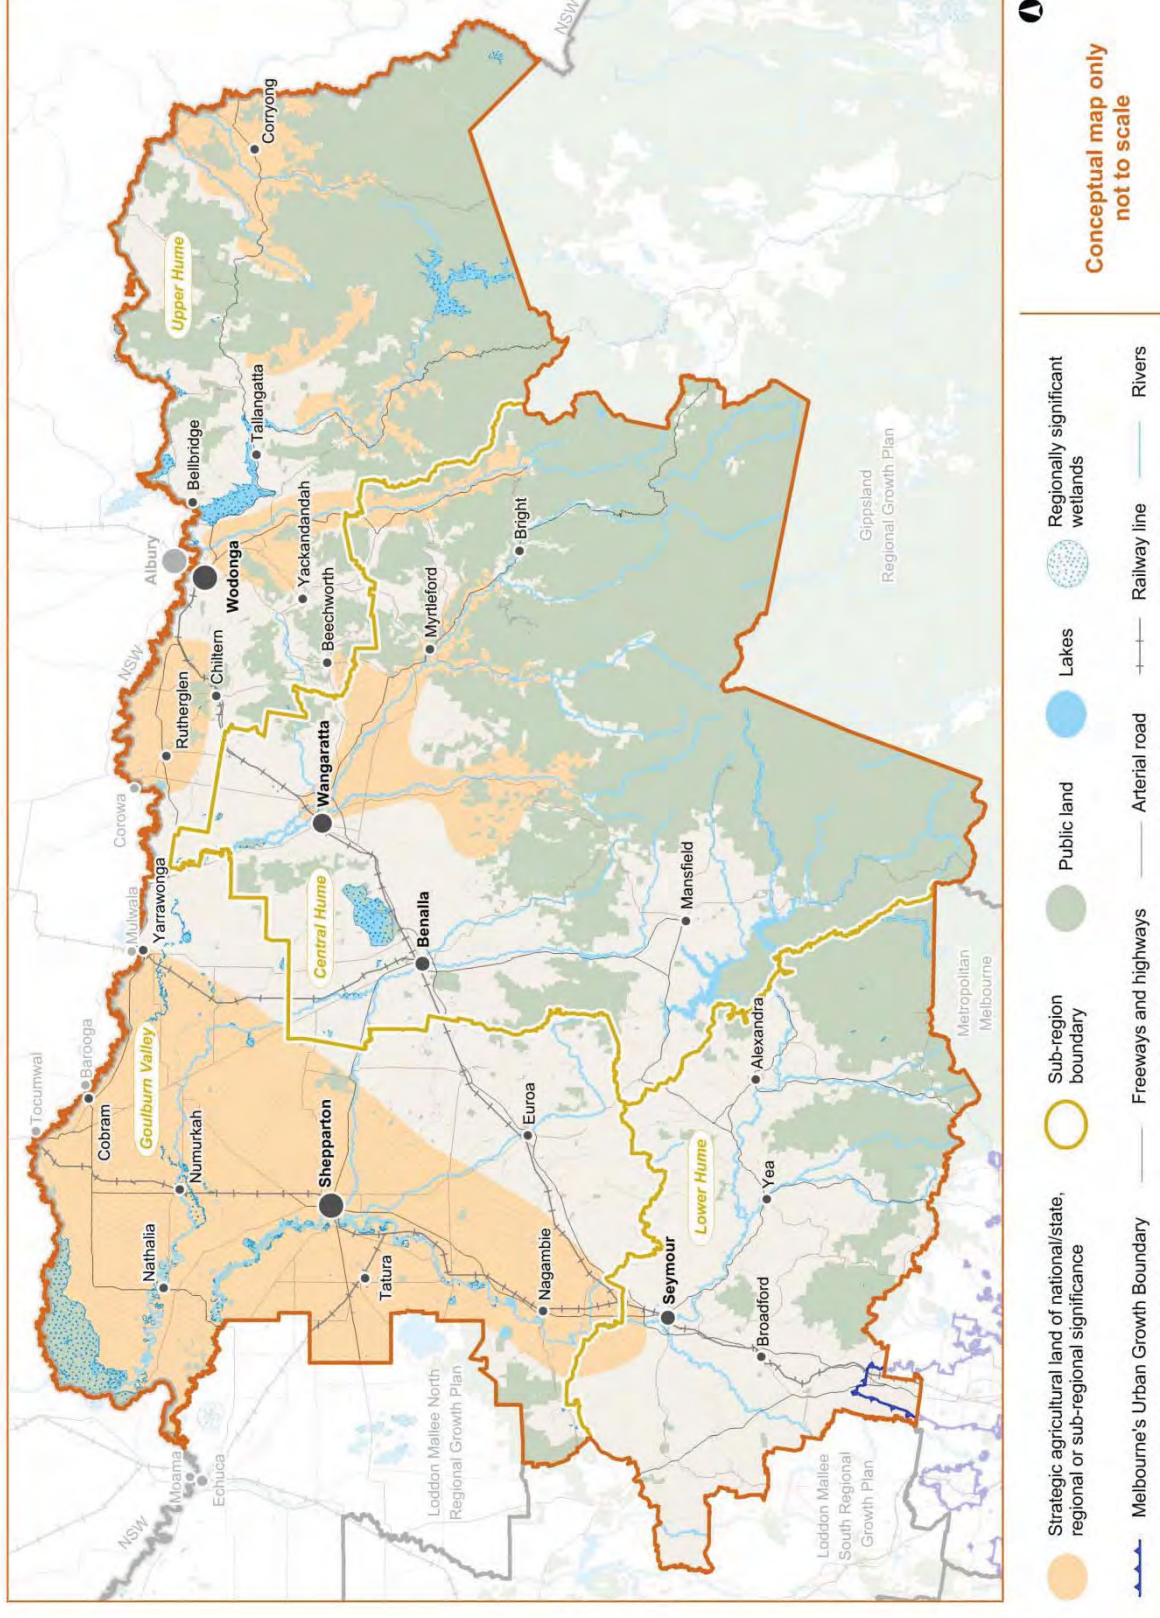 NSW
Tocumwal
Barooga
Mulwala
Corowa
NSW
Albury
NSW
Moama
Echuca
Cobram
Yarrawonga
Rutherglen
Chiltern
Wodonga
Bellbridge
Upper Hume
Corryong
Tallangatta
Yackandandah
Beechworth
Nathalia
Numurkah
Goulburn Valley
Central Hume
Wangaratta
Shepparton
Tatura
Benalla
Myrtleford
Bright
Nagambie
Euroa
Mansfield
Seymour
Lower Hume
Alexandra
Yea
Broadford
Loddon Mallee North
Regional Growth Plan
Loddon Mallee
South Regional
Growth Plan
Metropolitan
Melbourne
Gippsland
Regional Growth Plan
Strategic agricultural land of national/state,
regional or sub-regional significance
Sub-region
boundary
Public land
Lakes
Regionally significant
wetlands
Melbourne's Urban Growth Boundary
Freeways and highways
Arterial road
Railway line
Rivers
Conceptual map only
not to scale